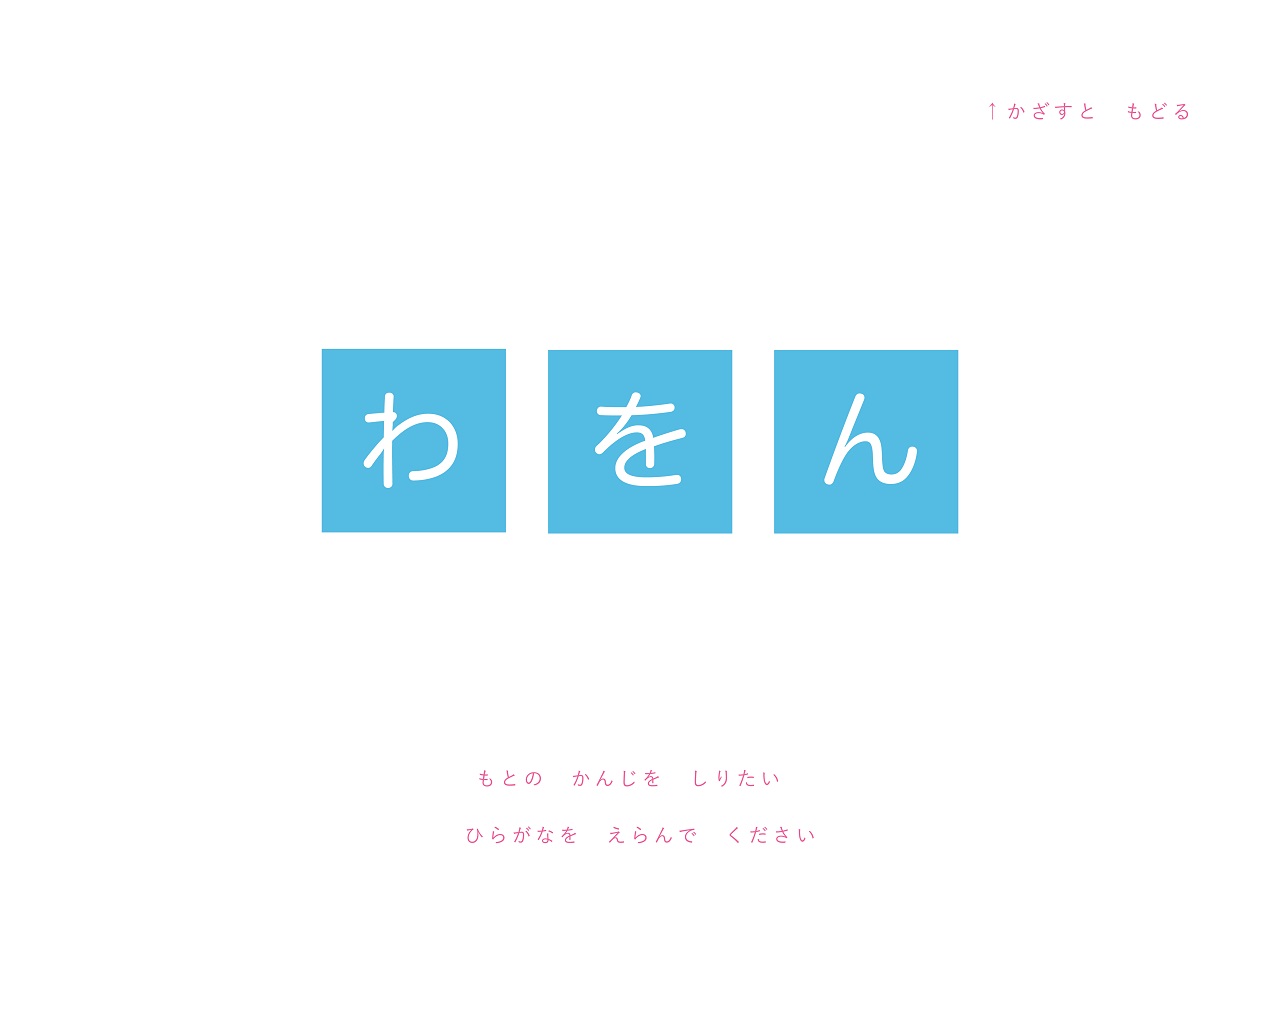 ↑かざすと　もどる
わ　を　ん
もとの　かんじを　しりたい
ひらがなを　えらんで　ください